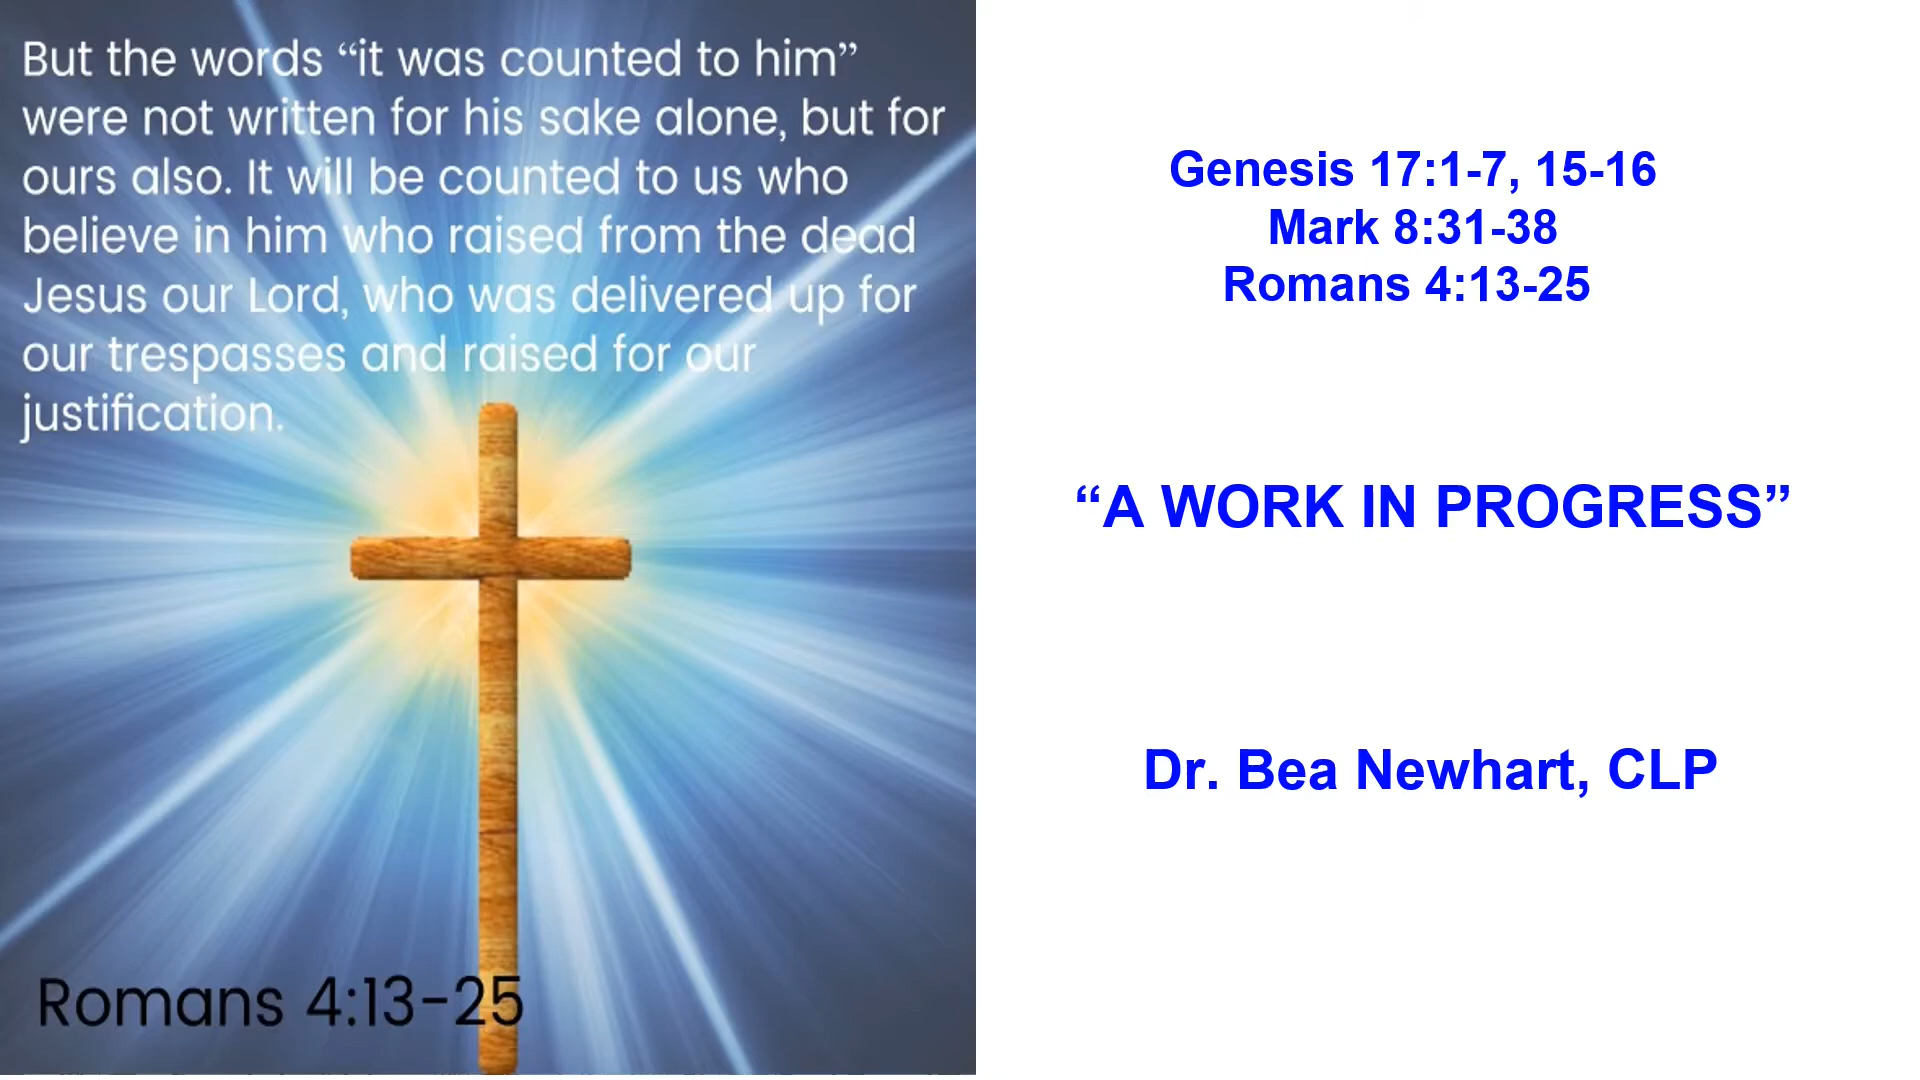 But the words “it was counted to him”
were not written for his sake alone, but for
ours also. It will be counted to us who
believe in him who raised from the dead
Jesus our Lord, who was delivered up for
our trespasses and raised for our
justification.
Romans 4:13-25
Genesis 17:1-7, 15-16
Mark 8:31-38
Romans 4:13-25
“A WORK IN PROGRESS”
Dr. Bea Newhart, CLP